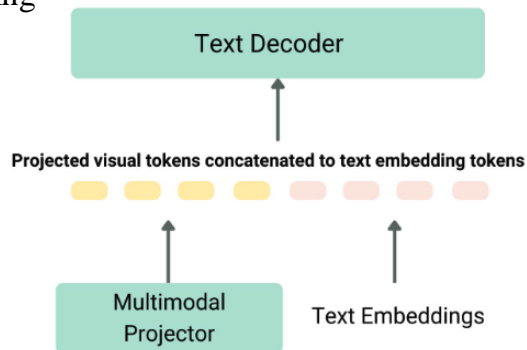 Text Decoder
Projected visual tokens concatenated to text embedding tokens
Multimodal
Projector
Text Embeddings